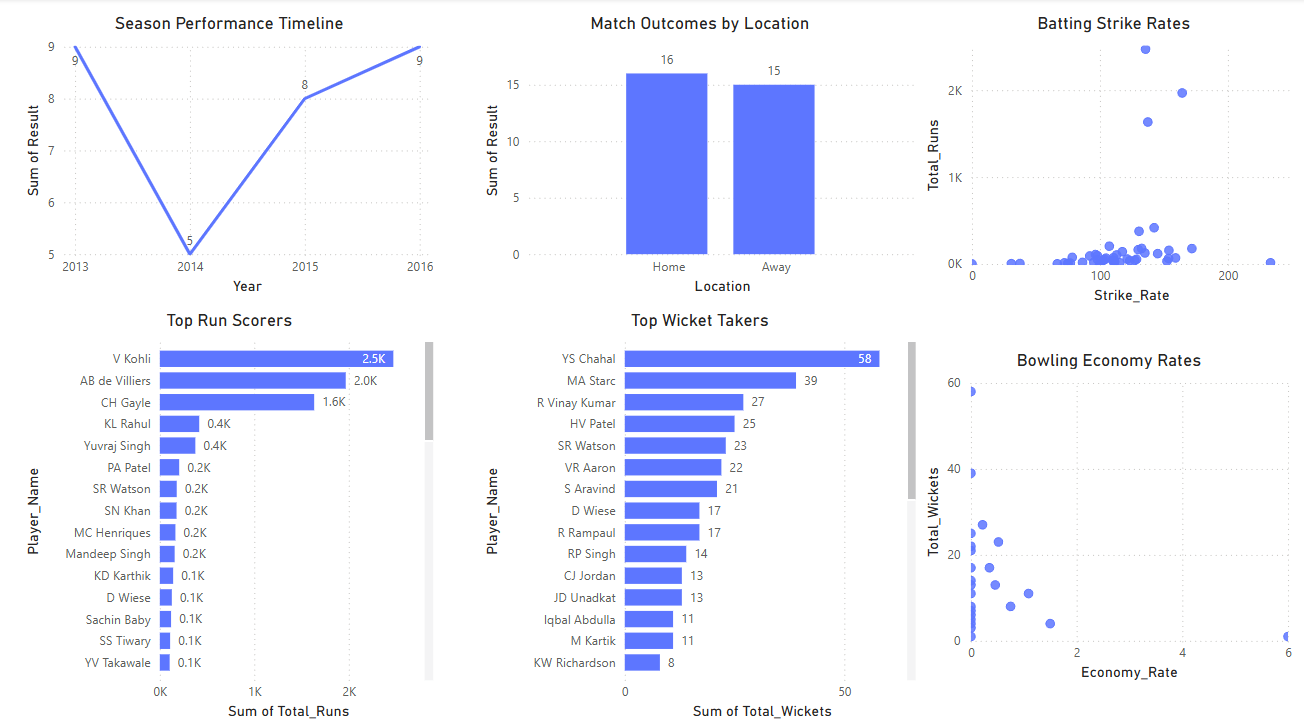 Season Performance Timeline
Sum of Result
9
8
7
6
5
9
5
8
9
2013 2014 2015 2016
Year
Match Outcomes by Location
Sum of Result
15
10
5
0
16
15
Home Away
Location
Batting Strike Rates
Total_Runs
2K
1K
0K
0 100 200
Strike_Rate
Top Run Scorers
Player_Name
V Kohli 2.5K
AB de Villiers 2.0K
CH Gayle 1.6K
KL Rahul 0.4K
Yuvraj Singh 0.4K
PA Patel 0.2K
SR Watson 0.2K
SN Khan 0.2K
MC Henriques 0.2K
Mandeep Singh 0.2K
KD Karthik 0.1K
D Wiese 0.1K
Sachin Baby 0.1K
SS Tiwary 0.1K
YV Takawale 0.1K
0K 1K 2K
Sum of Total_Runs
Top Wicket Takers
Player_Name
YS Chahal 58
MA Starc 39
R Vinay Kumar 27
HV Patel 25
SR Watson 23
VR Aaron 22
S Aravind 21
D Wiese 17
R Rampaul 17
RP Singh 14
CJ Jordan 13
JD Unadkat 13
Iqbal Abdulla 11
M Kartik 11
KW Richardson 8
0 50
Sum of Total_Wickets
Bowling Economy Rates
Total_Wickets
60
40
20
0
0 2 4 6
Economy_Rate